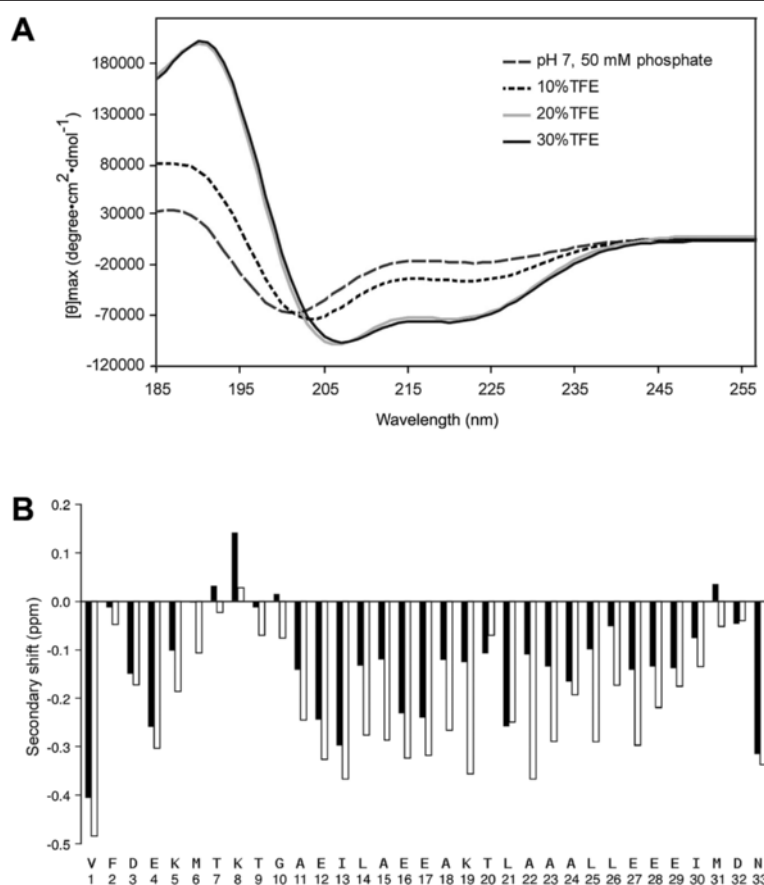 A
[θ]max (degree•cm2•dmol-1)
180000
130000
80000
30000
-20000
-70000
-120000
pH 7, 50 mM phosphate
10%TFE
20%TFE
30%TFE
185 195 205 215 225 235 245 255
Wavelength (nm)
B
Secondary shift (ppm)
0.2
0.1
0.0
-0.1
-0.2
-0.3
-0.4
-0.5
V F D E K M T K T G A E I L A E E A K T L A A A L L E E E I M D N
1 2 3 4 5 6 7 8 9 10 11 12 13 14 15 16 17 18 19 20 21 22 23 24 25 26 27 28 29 30 31 32 33